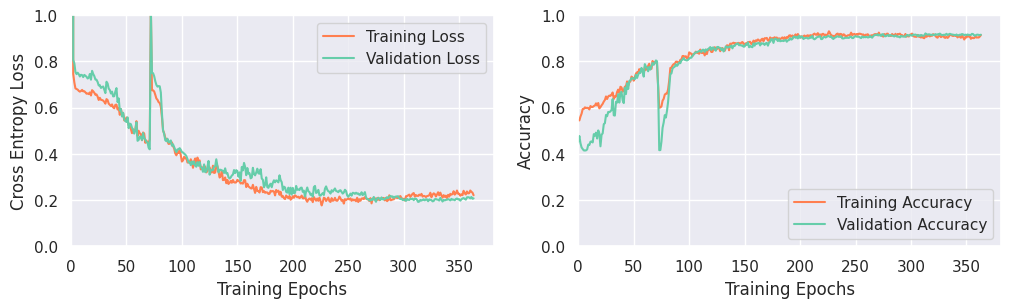 1.0
0.8
0.6
0.4
0.2
0.0
Cross Entropy Loss
0 50 100 150 200 250 300 350
Training Epochs
Training Loss
Validation Loss
1.0
0.8
0.6
0.4
0.2
0.0
Accuracy
0 50 100 150 200 250 300 350
Training Epochs
Training Accuracy
Validation Accuracy